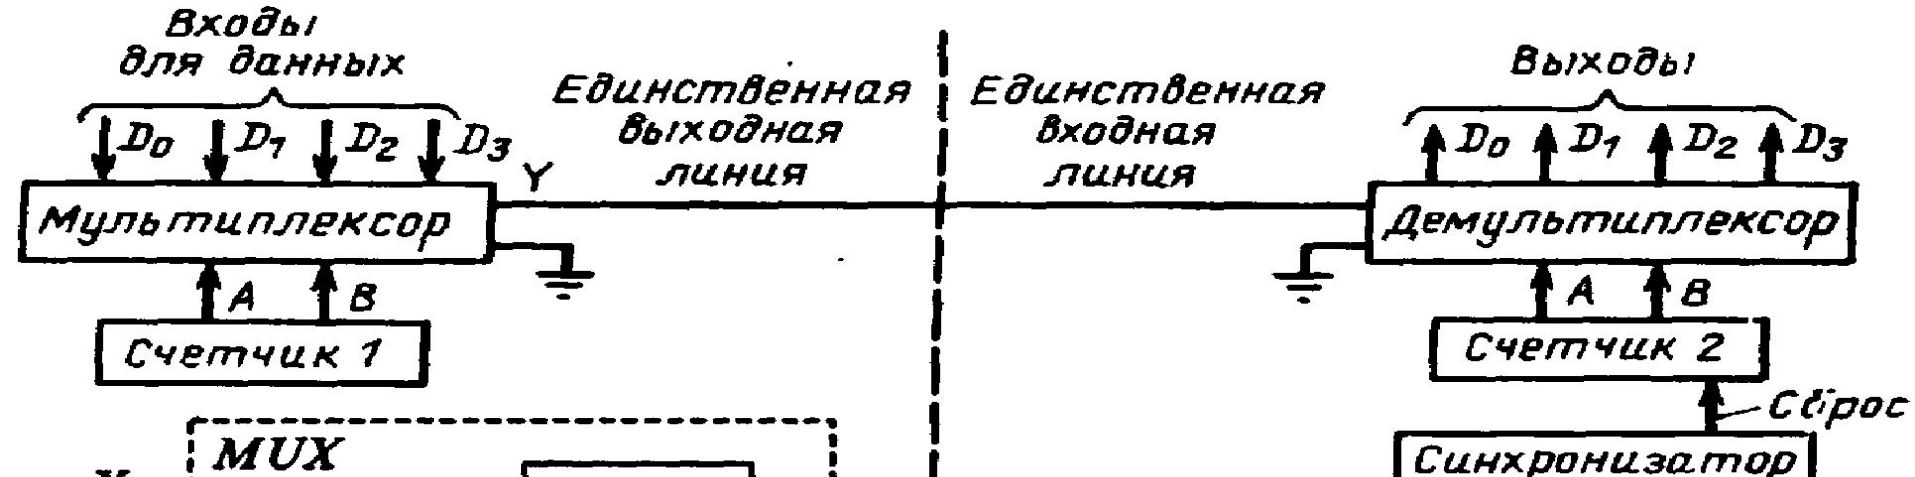 Входы
для данных
D0 D1 D2 D3
Единственная
выходная
линия
Y
Мультиплексор
A B
Счетчик 1
MUX
Единственная
входная
линия
Выходы
D0 D1 D2 D3
Демультиплексор
A B
Счетчик 2
Сброс
Синхронизатор